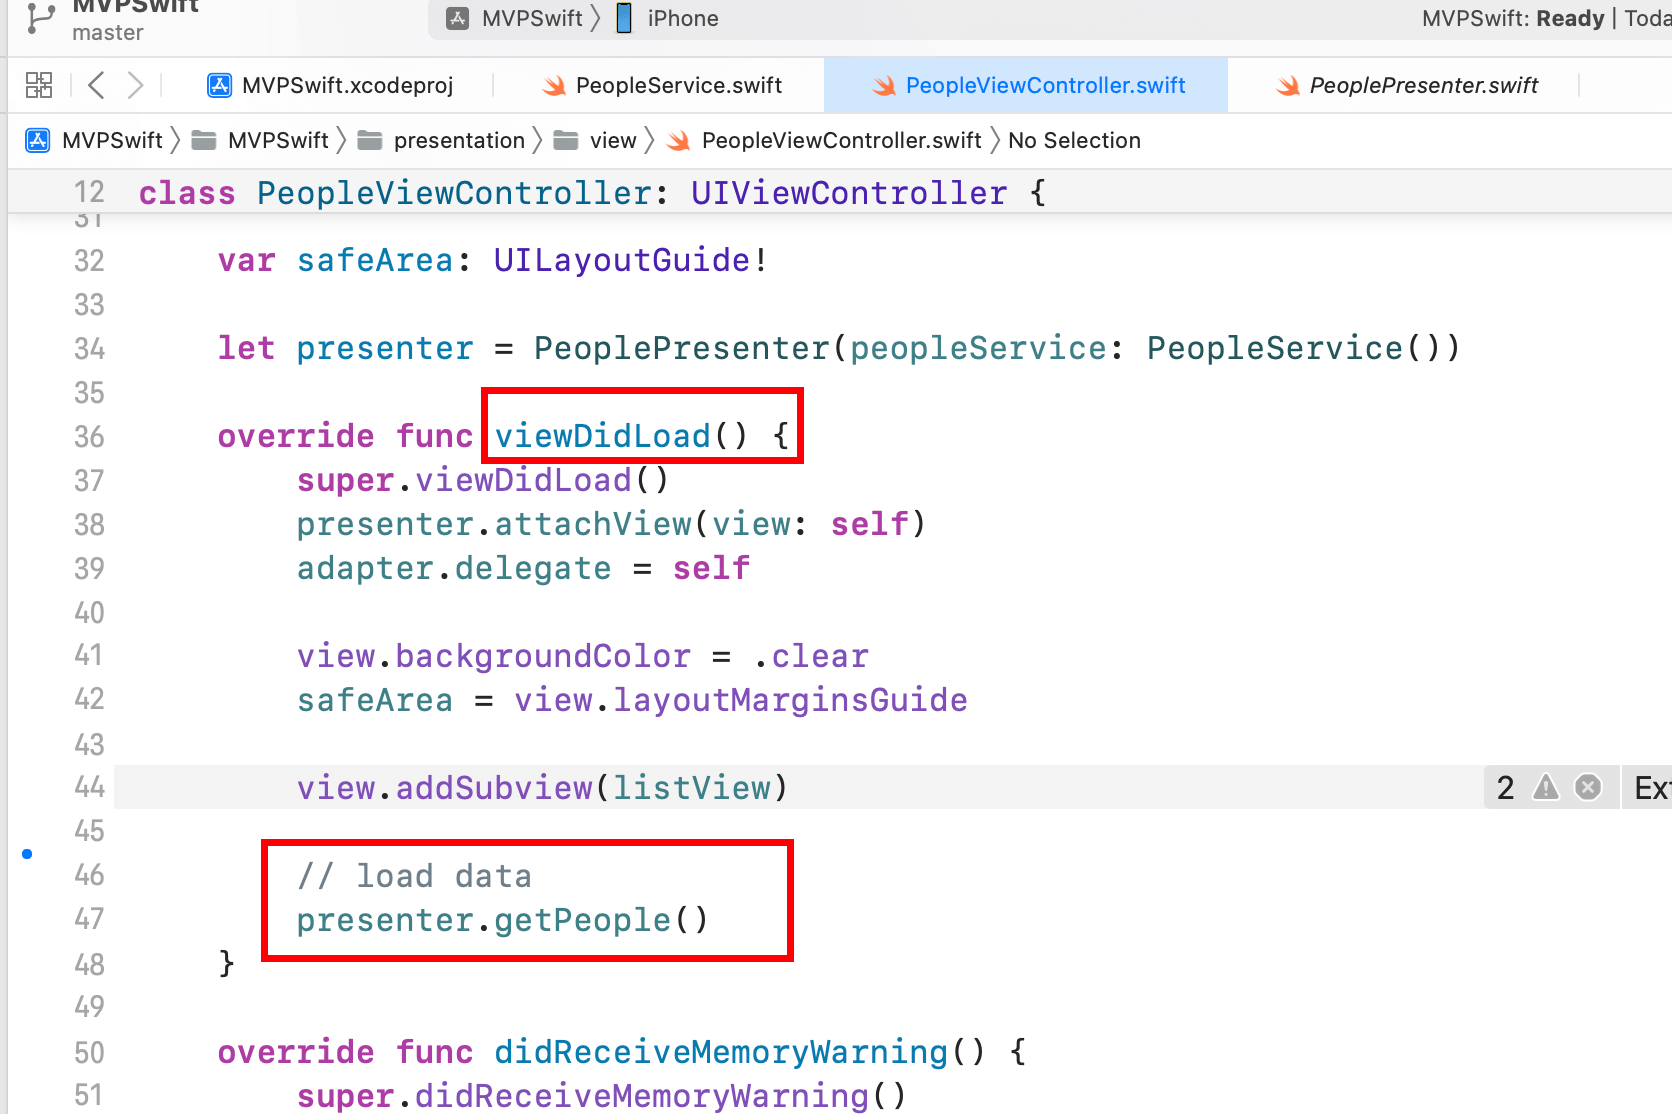 MVPSwift
master
MVPSwift iPhone
MVPSwift: Ready |
MVPSwift.xcodeproj PeopleService.swift PeopleViewController.swift PeoplePresenter.swift
MVPSwift MVPSwift presentation view PeopleViewController.swift No Selection
12 class PeopleViewController: UIViewController {
31
32 var safeArea: UILayoutGuide!
33
34 let presenter = PeoplePresenter(peopleService: PeopleService())
35
36 override func viewDidLoad() {
37 super.viewDidLoad()
38 presenter.attachView(view: self)
39 adapter.delegate = self
40
41 view.backgroundColor = .clear
42 safeArea = view.layoutMarginsGuide
43
44 view.addSubview(listView) 2
45
46 // load data
47 presenter.getPeople()
48 }
49
50 override func didReceiveMemoryWarning() {
51 super.didReceiveMemoryWarning()